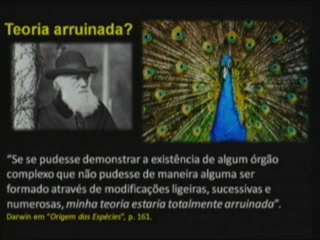 Teoria arruinada?
"Se se pudesse demonstrar a existência de algum órgão
complexo que não pudesse de maneira alguma ser
formado através de modificações ligeiras, sucessivas e
numerosas, minha teoria estaria totalmente arruinada".
Darwin em "Origem das Espécies", p. 161.